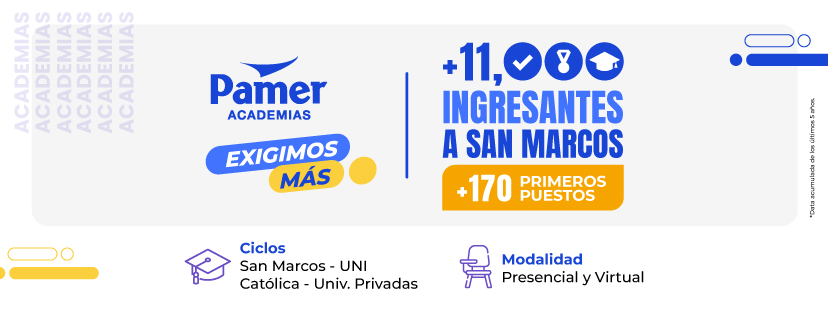 ACADEMIAS
ACADEMIAS
ACADEMIAS
ACADEMIAS
ACADEMIAS
ACADEMIAS
Pamer
ACADEMIAS
EXIGIMOS
MÁS
+11,
INGRESANTES
A SAN MARCOS
+170 PRIMEROS
PUESTOS
*Data acumulada de los últimos 5 años.
Ciclos
San Marcos - UNI
Católica - Univ. Privadas
Modalidad
Presencial y Virtual